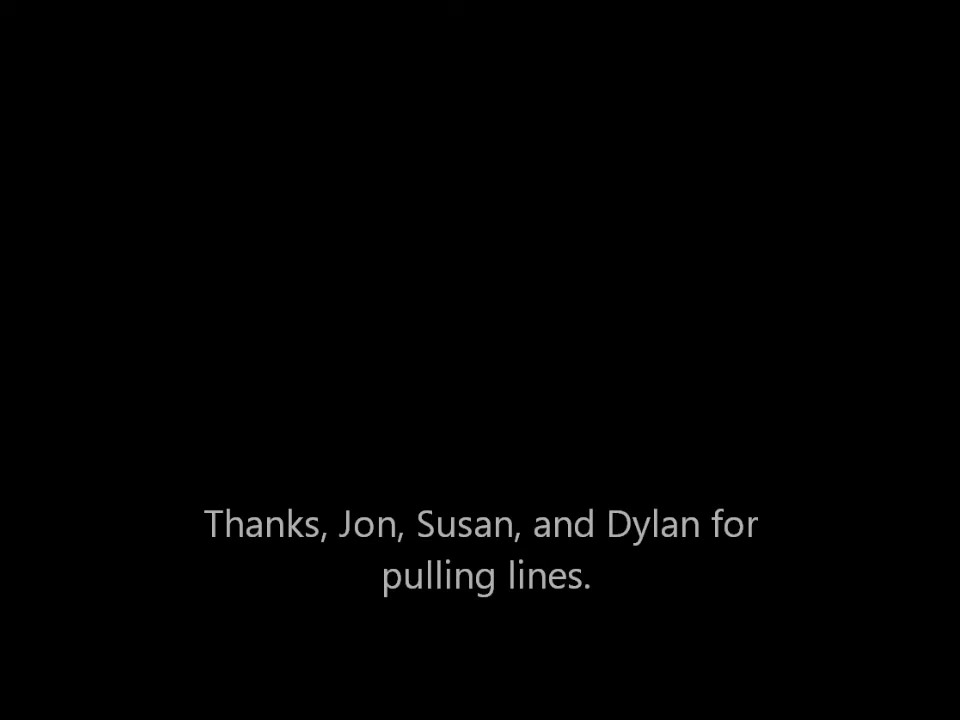 Thanks, Jon, Susan, and Dylan for
pulling lines.